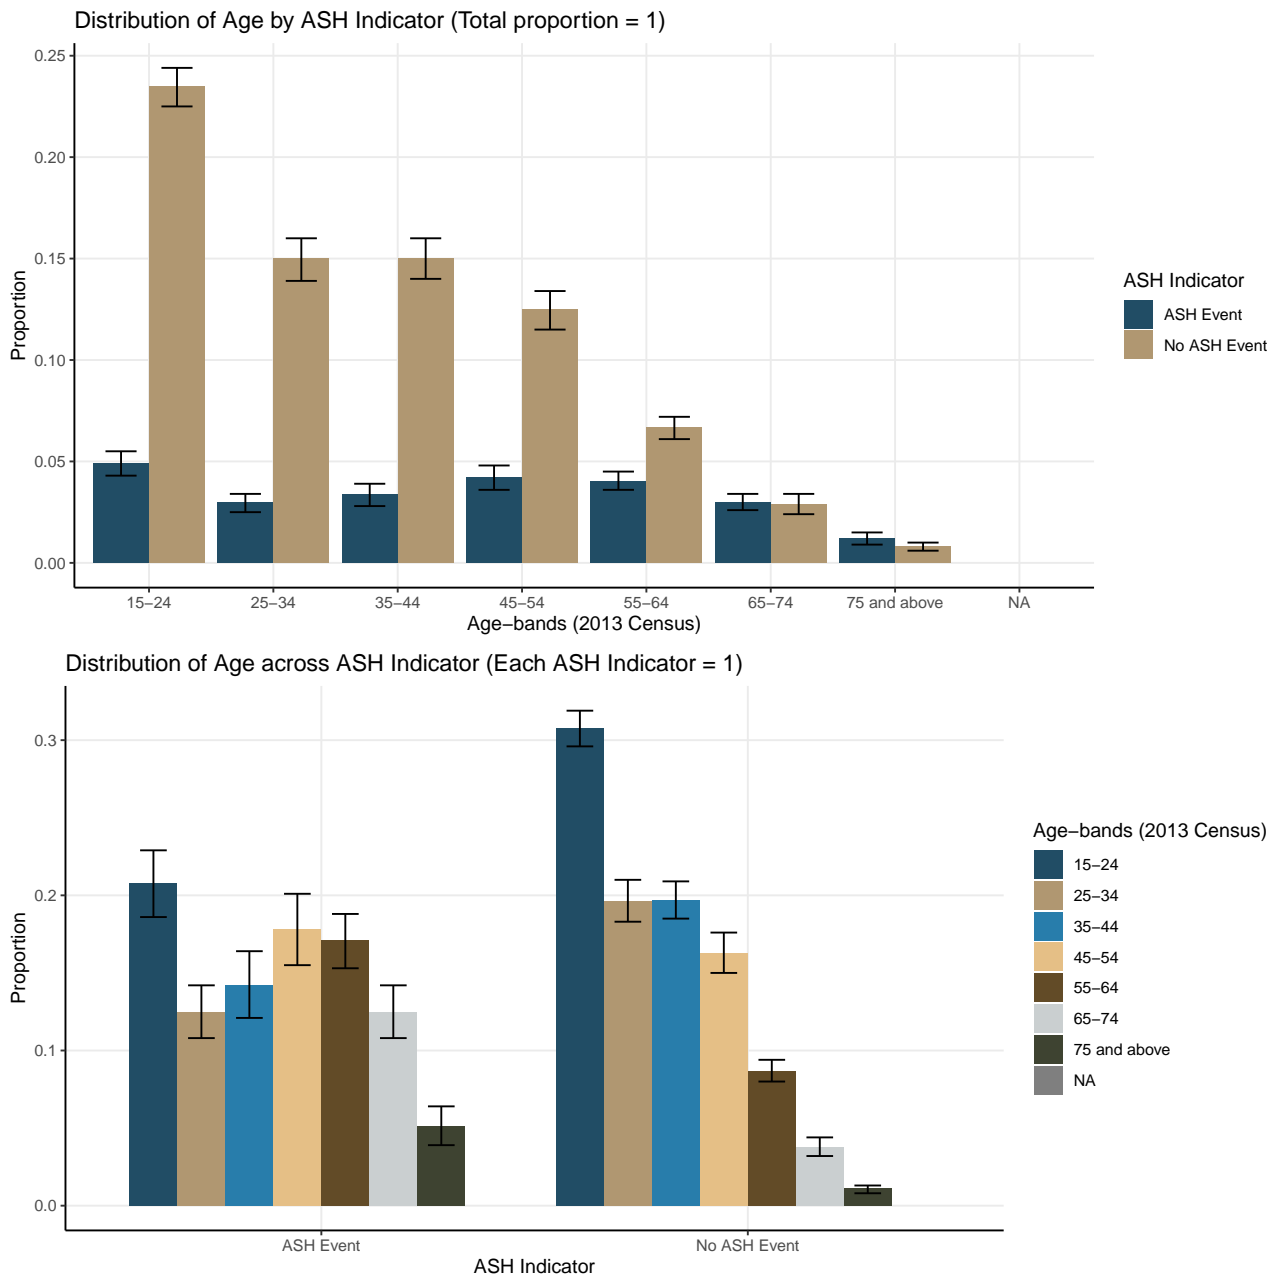 Distribution of Age by ASH Indicator (Total proportion = 1)
0.25
0.20
0.15
0.10
0.05
0.00
Proportion
15−24 25−34 35−44 45−54 55−64 65−74 75 and above NA
Age−bands (2013 Census)
ASH Indicator
ASH Event
No ASH Event
Distribution of Age across ASH Indicator (Each ASH Indicator = 1)
0.3
0.2
0.1
0.0
Proportion
ASH Event No ASH Event
ASH Indicator
Age−bands (2013 Census)
15−24
25−34
35−44
45−54
55−64
65−74
75 and above
NA